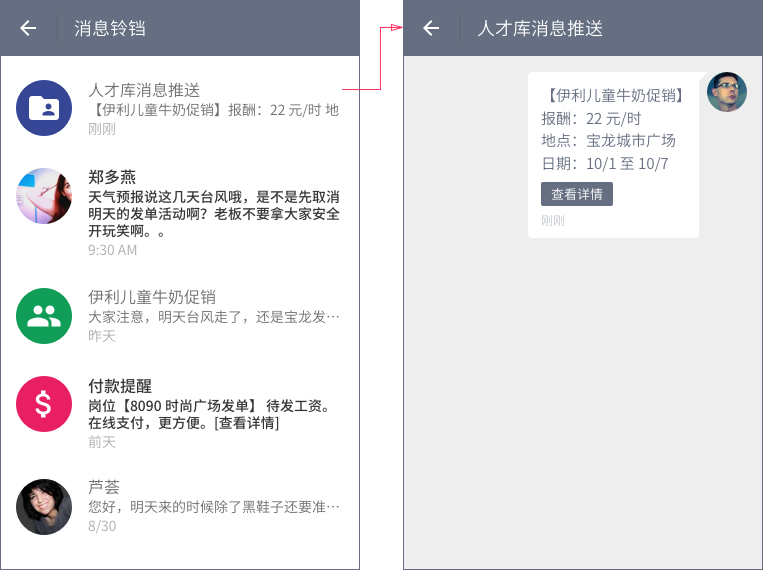 消息铃铛
人才库消息推送
【伊利儿童牛奶促销】报酬：22 元/时 地
刚刚
郑多燕
天气预报说这几天台风哦，是不是先取消
明天的发单活动啊？老板不要拿大家安全
开玩笑啊。。
9:30 AM
伊利儿童牛奶促销
大家注意，明天台风走了，还是宝龙发…
昨天
付款提醒
岗位【8090 时尚广场发单】 待发工资。
在线支付，更方便。[查看详情]
前天
芦荟
您好，明天来的时候除了黑鞋子还要准…
8/30
人才库消息推送
【伊利儿童牛奶促销】
报酬：22 元/时
地点：宝龙城市广场
日期：10/1 至 10/7
查看详情
刚刚